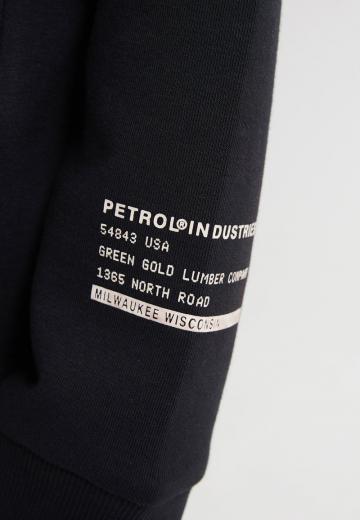 PETROL®INDUSTRIES
54843 USA
GREEN GOLD LUMBER COMPANY
1365 NORTH ROAD
MILWAUKEE WISCONSIN